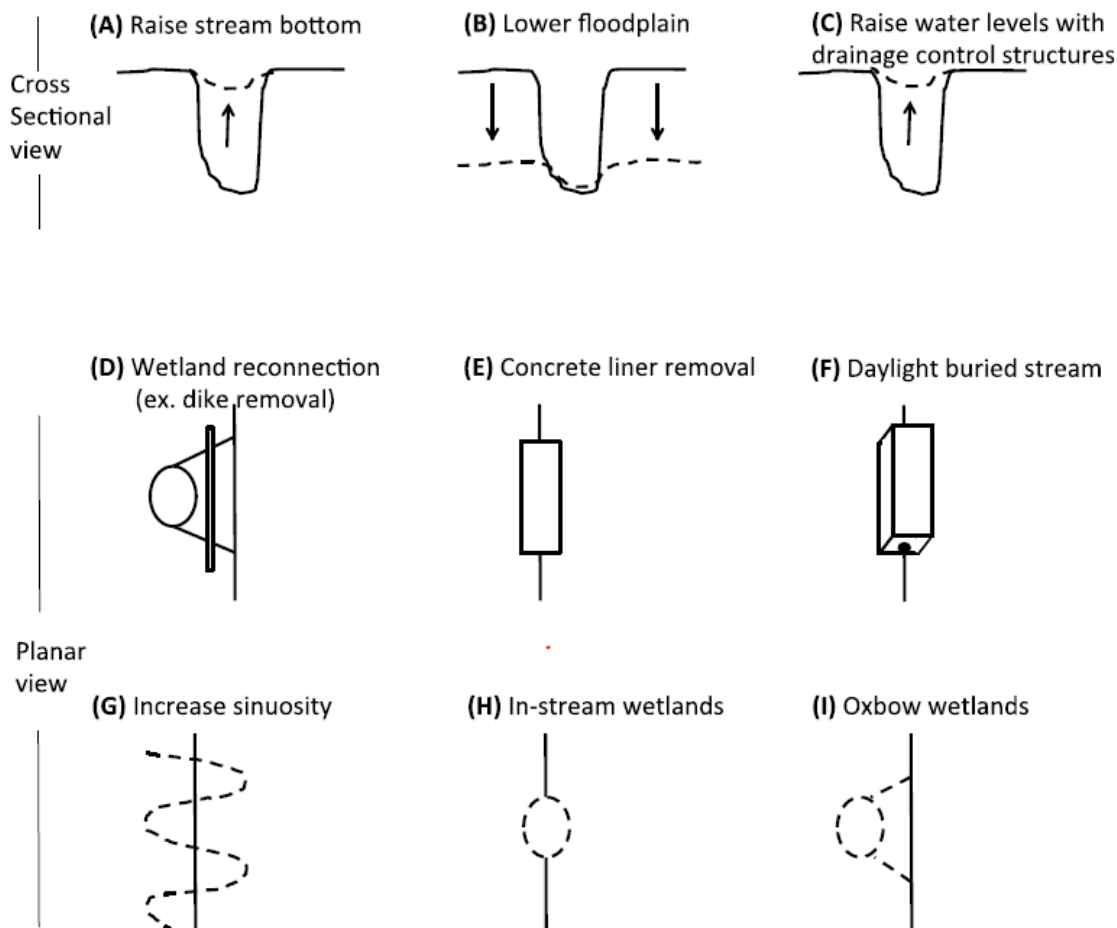 (A) Raise stream bottom
(B) Lower floodplain
(C) Raise water levels with
drainage control structures
Cross
Sectional
view
(D) Wetland reconnection
(ex. dike removal)
(E) Concrete liner removal
(F) Daylight buried stream
Planar
view
(G) Increase sinuosity
(H) In-stream wetlands
(I) Oxbow wetlands